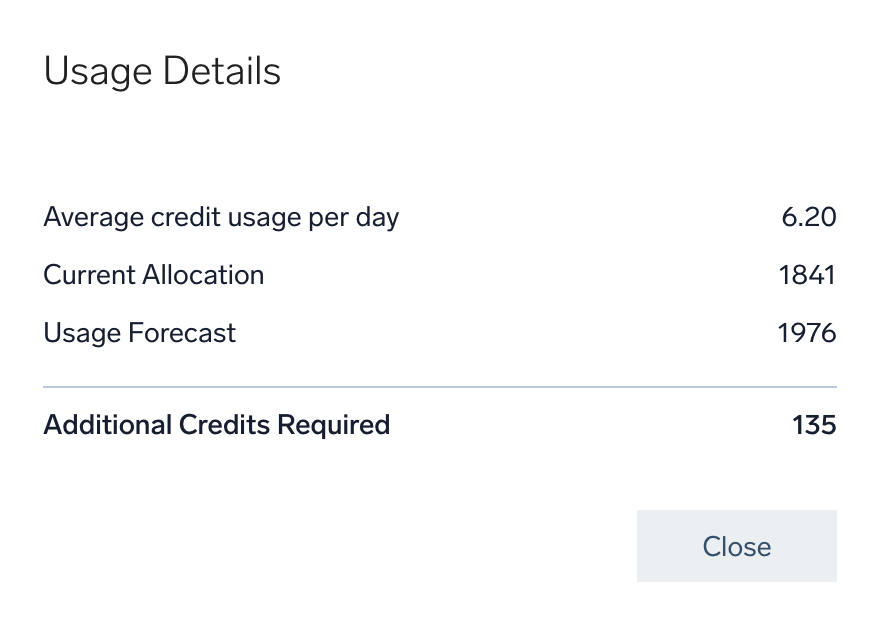 Usage Details
Average credit usage per day 6.20
Current Allocation 1841
Usage Forecast 1976
Additional Credits Required 135
Close